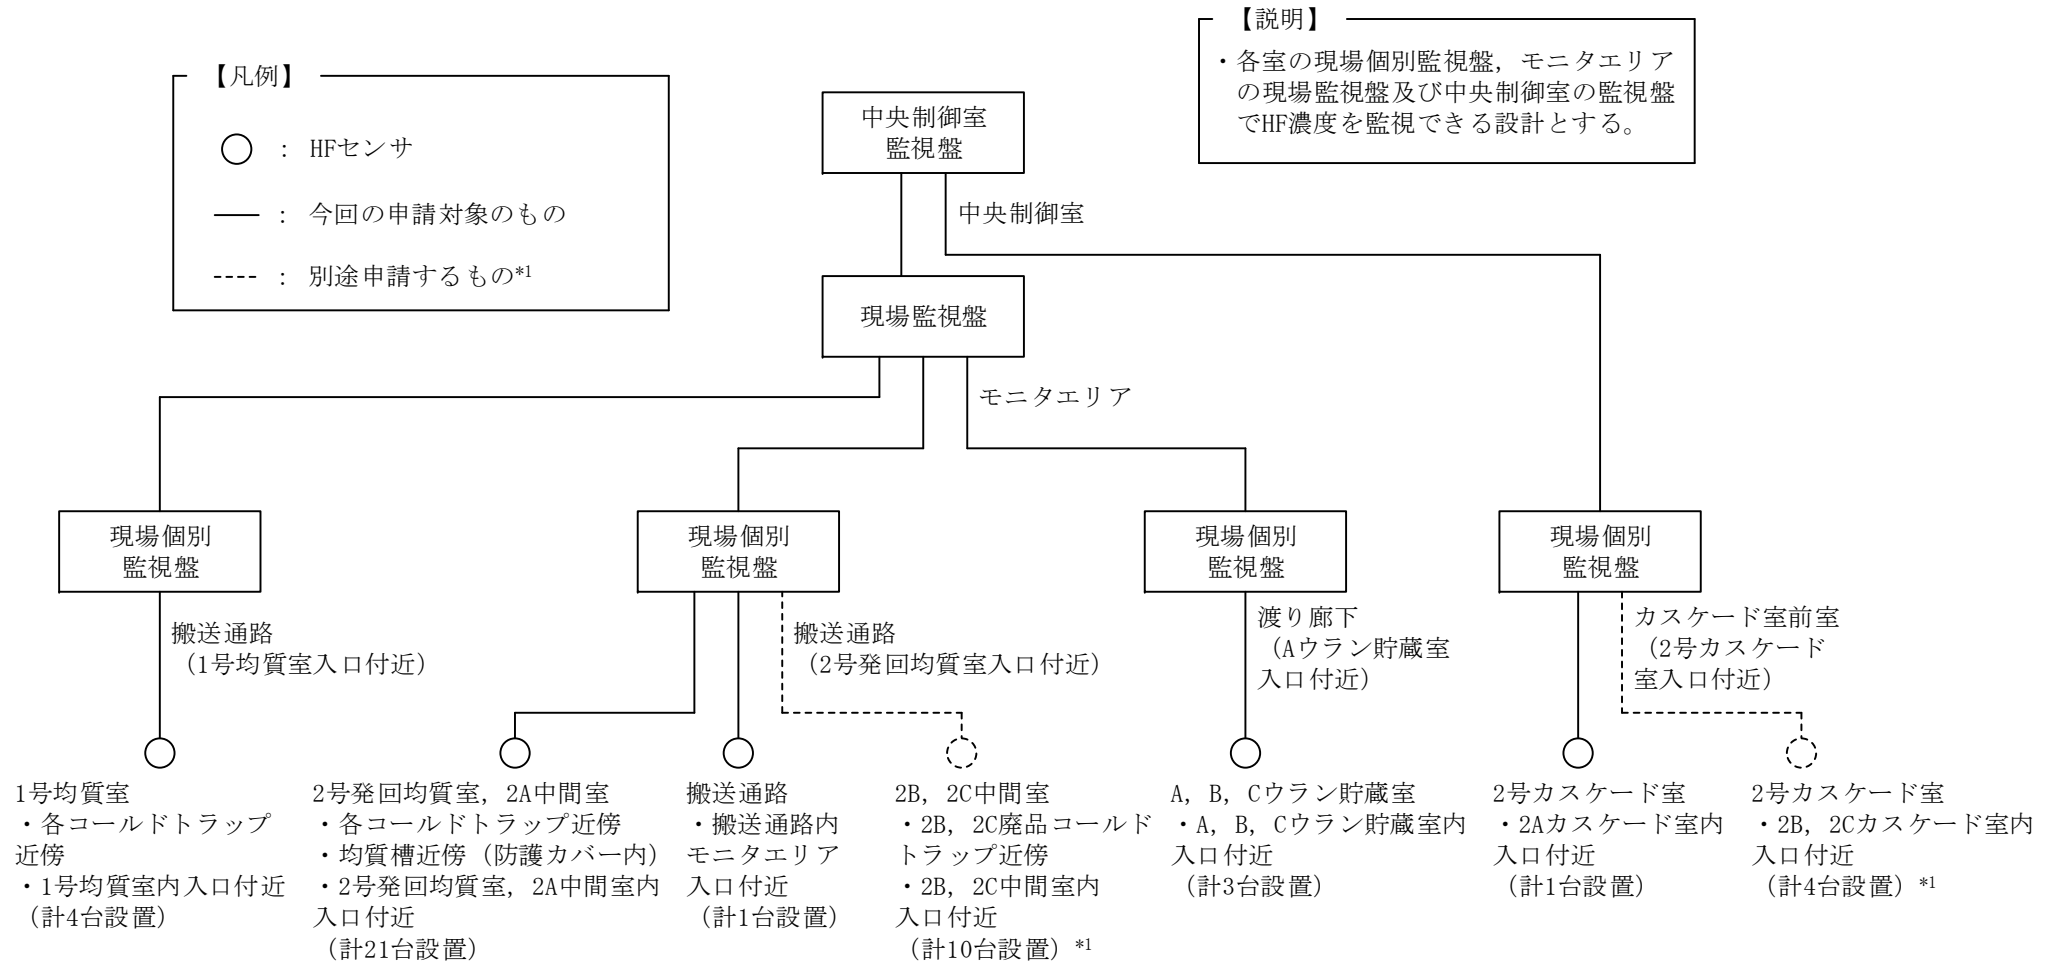 【凡例】
： HFセンサ
： 今回の申請対象のもの
： 別途申請するもの*1
【説明】
・各室の現場個別監視盤，モニタエリア
の現場監視盤及び中央制御室の監視盤
でHF濃度を監視できる設計とする。
中央制御室
監視盤
中央制御室
現場監視盤
モニタエリア
現場個別
監視盤
搬送通路
（1号均質室入口付近）
現場個別
監視盤
搬送通路
（2号発回均質室入口付近）
現場個別
監視盤
渡り廊下
（Aウラン貯蔵室
入口付近）
現場個別
監視盤
カスケード室前室
（2号カスケード
室入口付近）
1号均質室
・各コールドトラップ
近傍
・1号均質室内入口付近
（計4台設置）
2号発回均質室，2A中間室
・各コールドトラップ近傍
・均質槽近傍（防護カバー内）
・2号発回均質室，2A中間室内
入口付近
（計21台設置）
搬送通路
・搬送通路内
モニタエリア
入口付近
（計1台設置）
2B，2C中間室
・2B，2C廃品コールド
トラップ近傍
・2B，2C中間室内
入口付近
（計10台設置）*1
A，B，Cウラン貯蔵室
・A，B，Cウラン貯蔵室内
入口付近
（計3台設置）
2号カスケード室
・2Aカスケード室内
入口付近
（計1台設置）
2号カスケード室
・2B，2Cカスケード室内
入口付近
（計4台設置）*1